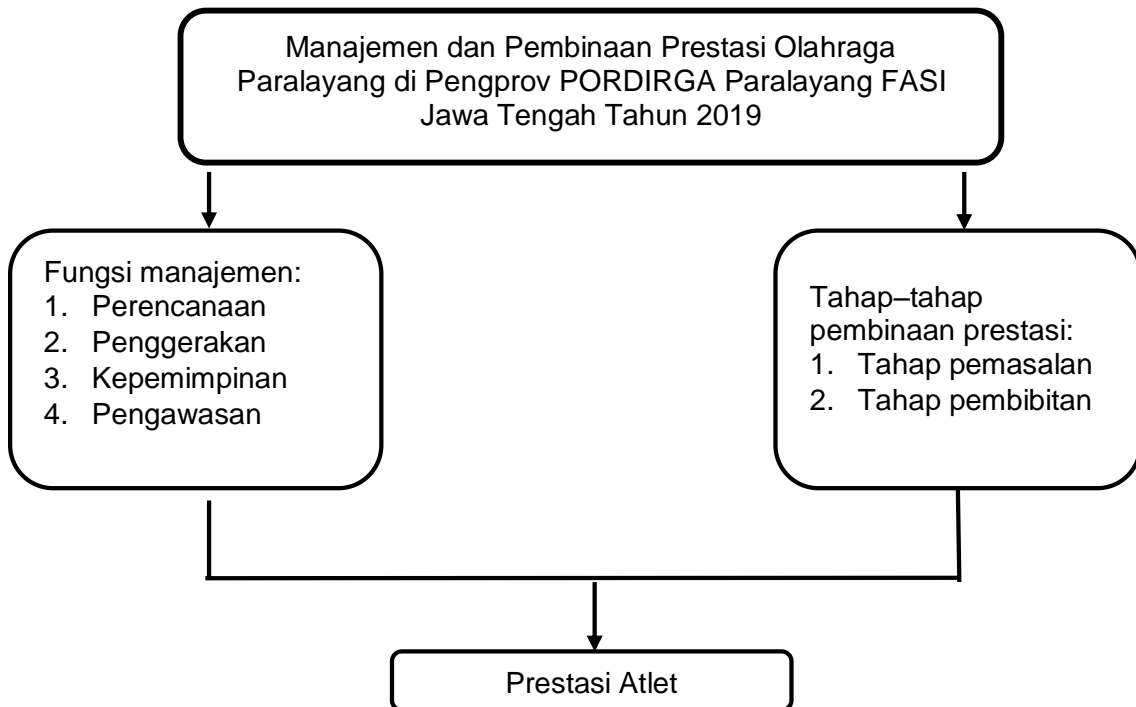 Manajemen dan Pembinaan Prestasi Olahraga
Paralayang di Pengprov PORDIRGA Paralayang FASI
Jawa Tengah Tahun 2019
Fungsi manajemen:
1. Perencanaan
2. Penggerakan
3. Kepemimpinan
4. Pengawasan
Tahap–tahap
pembinaan prestasi:
1. Tahap pemasalan
2. Tahap pembibitan
Prestasi Atlet